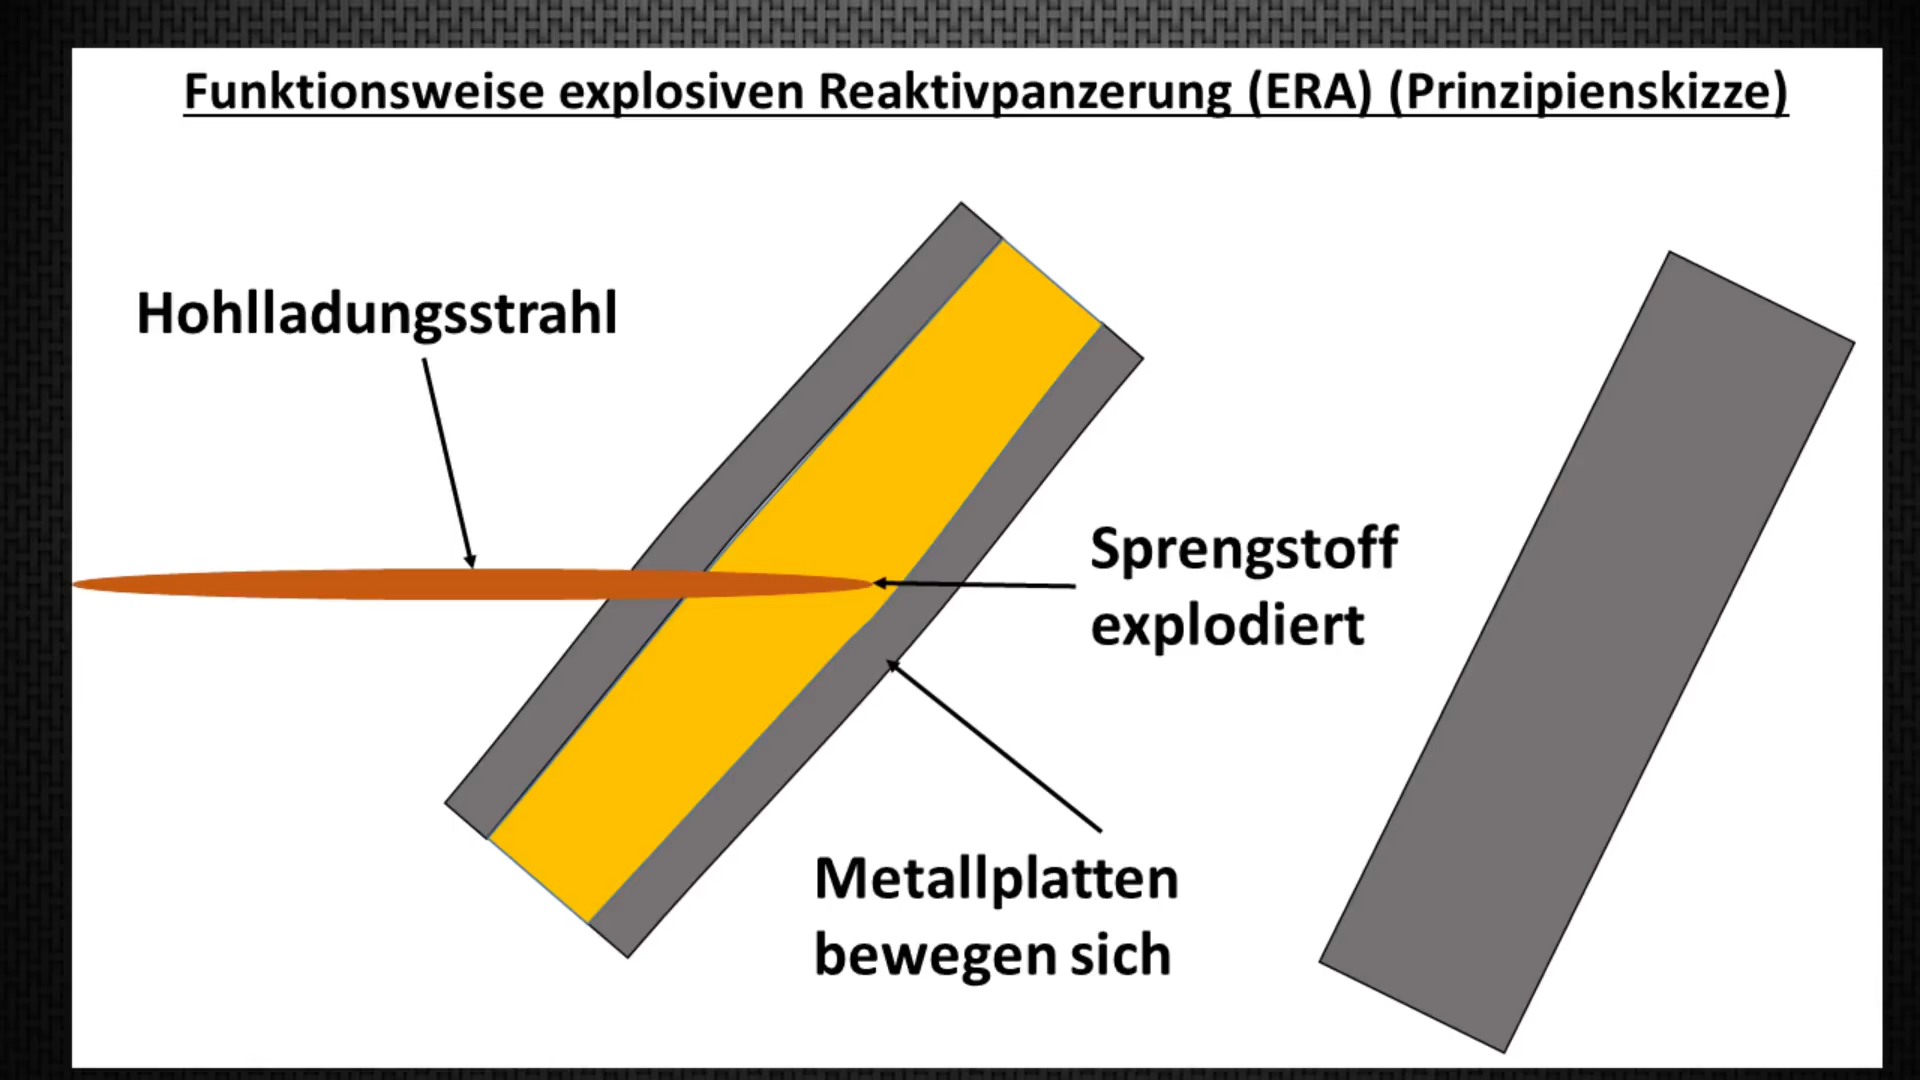 Funktionsweise explosiven Reaktivpanzerung (ERA) (Prinzipienskizze)
Hohlladungsstrahl
Sprengstoff
explodiert
Metallplatten
bewegen sich